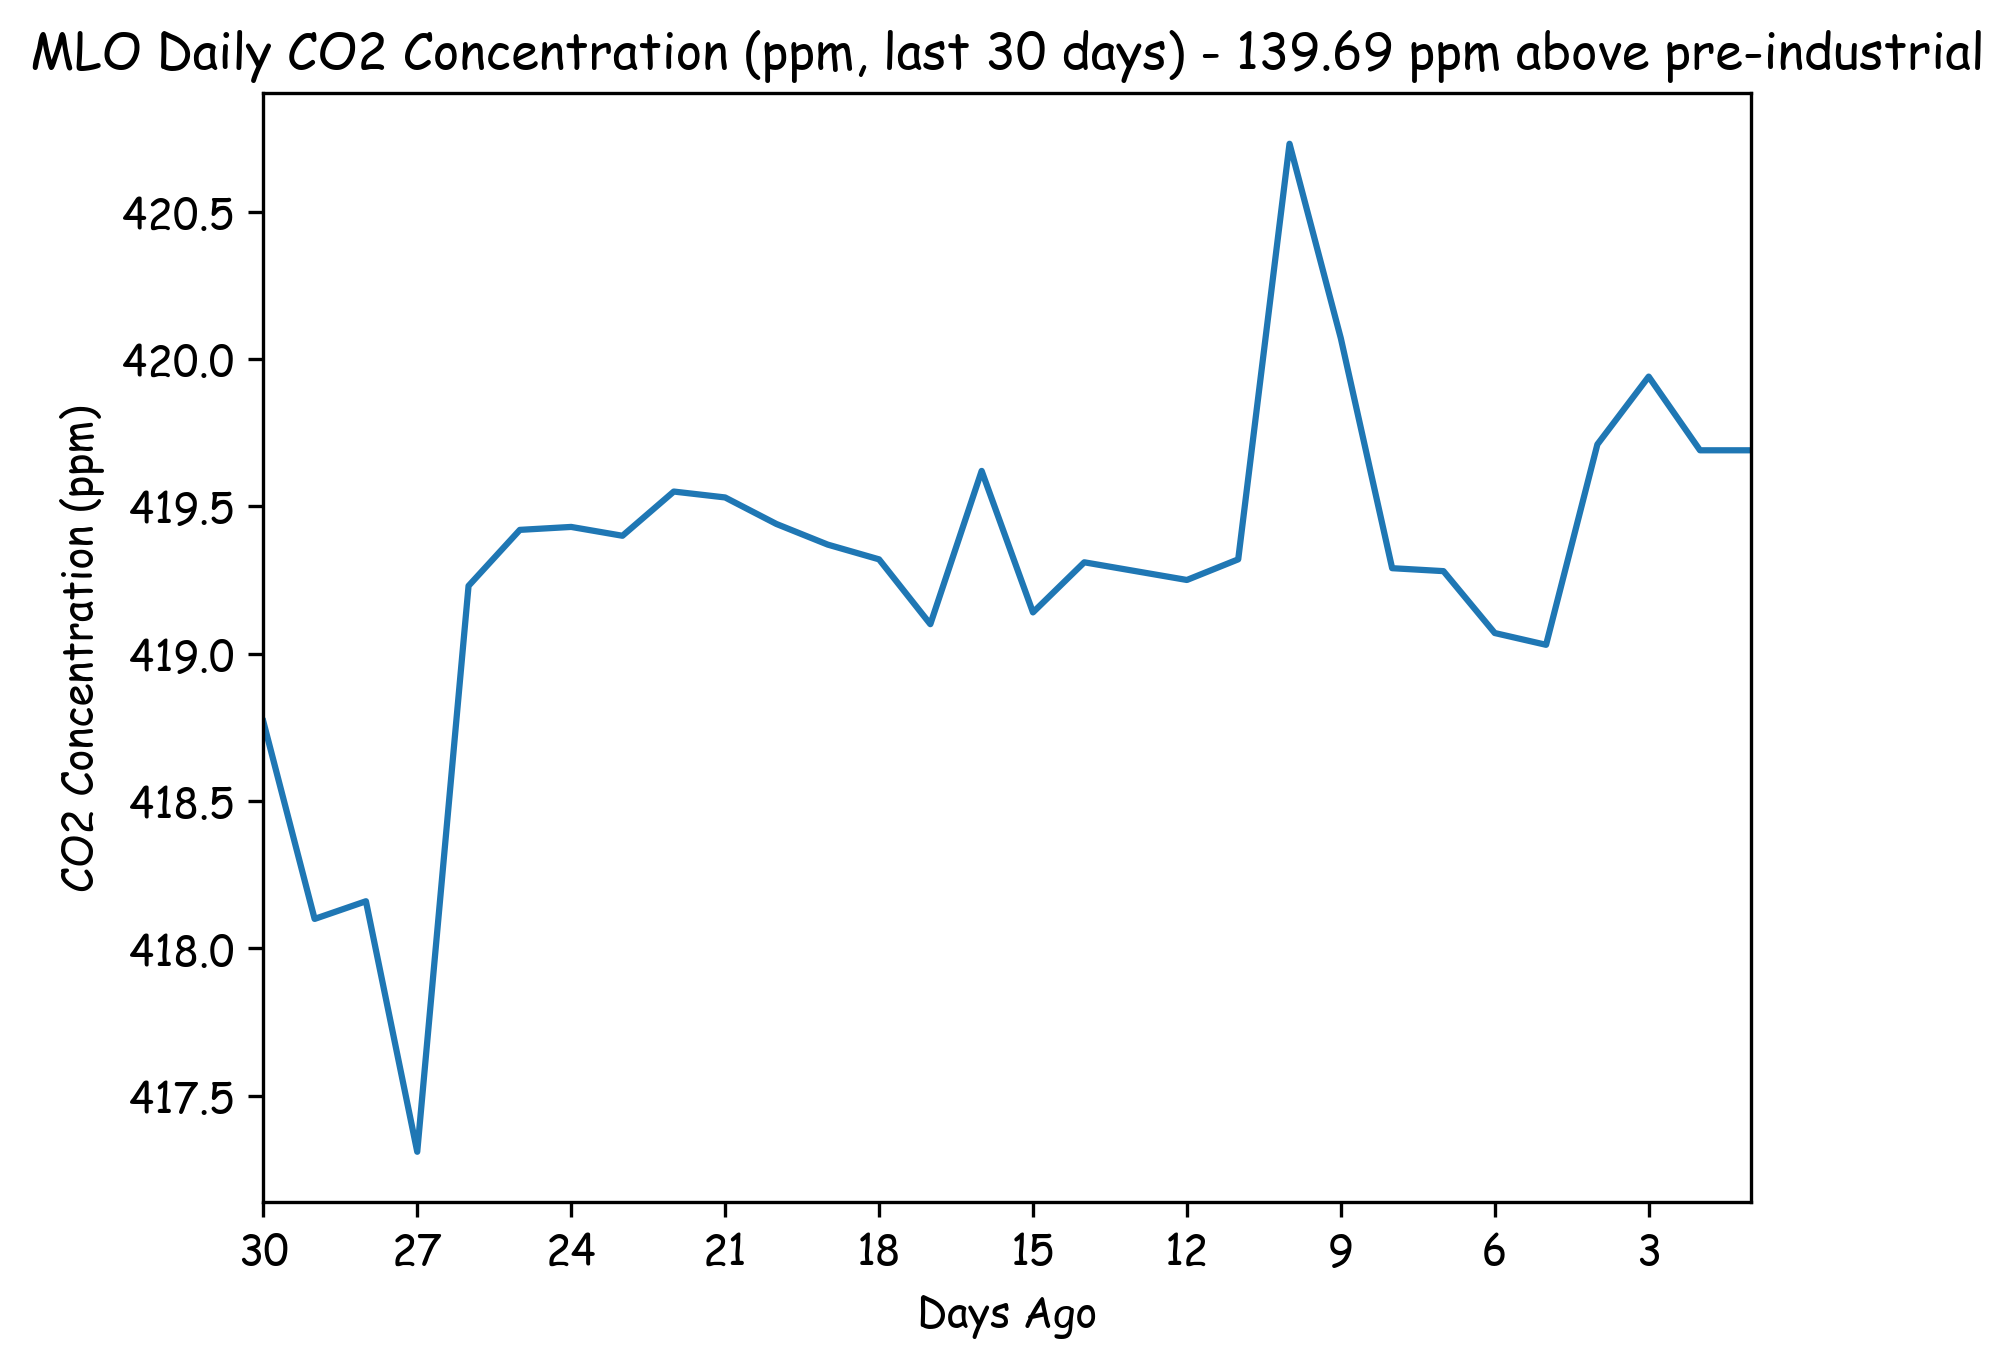 MLO Daily CO2 Concentration (ppm, last 30 days) - 139.69 ppm above pre-industrial
CO2 Concentration (ppm)
420.5
420.0
419.5
419.0
418.5
418.0
417.5
30 27 24 21 18 15 12 9 6 3
Days Ago